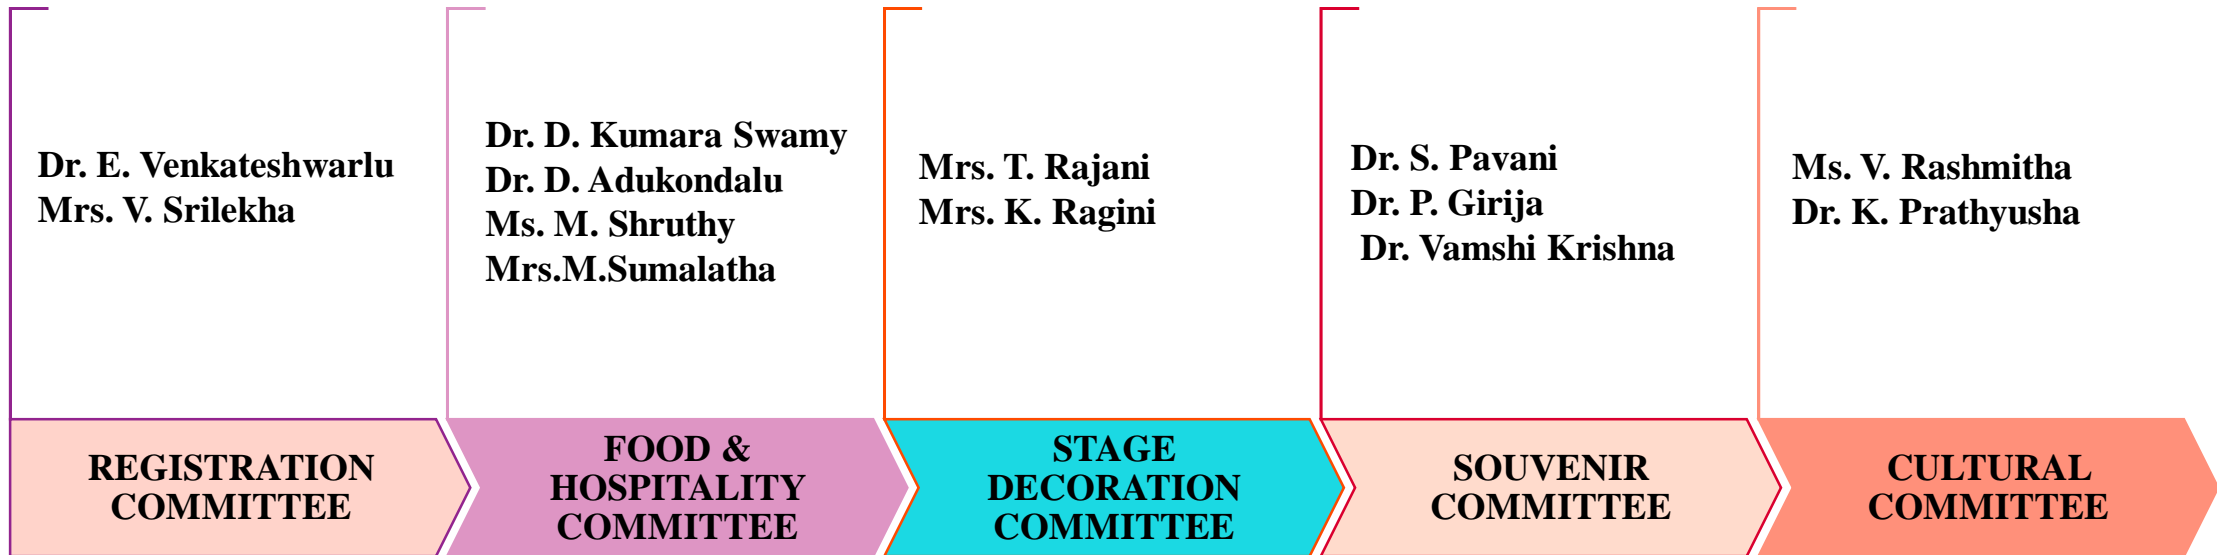 Dr. E. Venkateshwarlu
Mrs. V. Srilekha
REGISTRATION
COMMITTEE
Dr. D. Kumara Swamy
Dr. D. Adukondalu
Ms. M. Shruthy
Mrs.M.Sumalatha
FOOD &
HOSPITALITY
COMMITTEE
Mrs. T. Rajani
Mrs. K. Ragini
STAGE
DECORATION
COMMITTEE
Dr. S. Pavani
Dr. P. Girija
Dr. Vamshi Krishna
SOUVENIR
COMMITTEE
Ms. V. Rashmitha
Dr. K. Prathyusha
CULTURAL
COMMITTEE